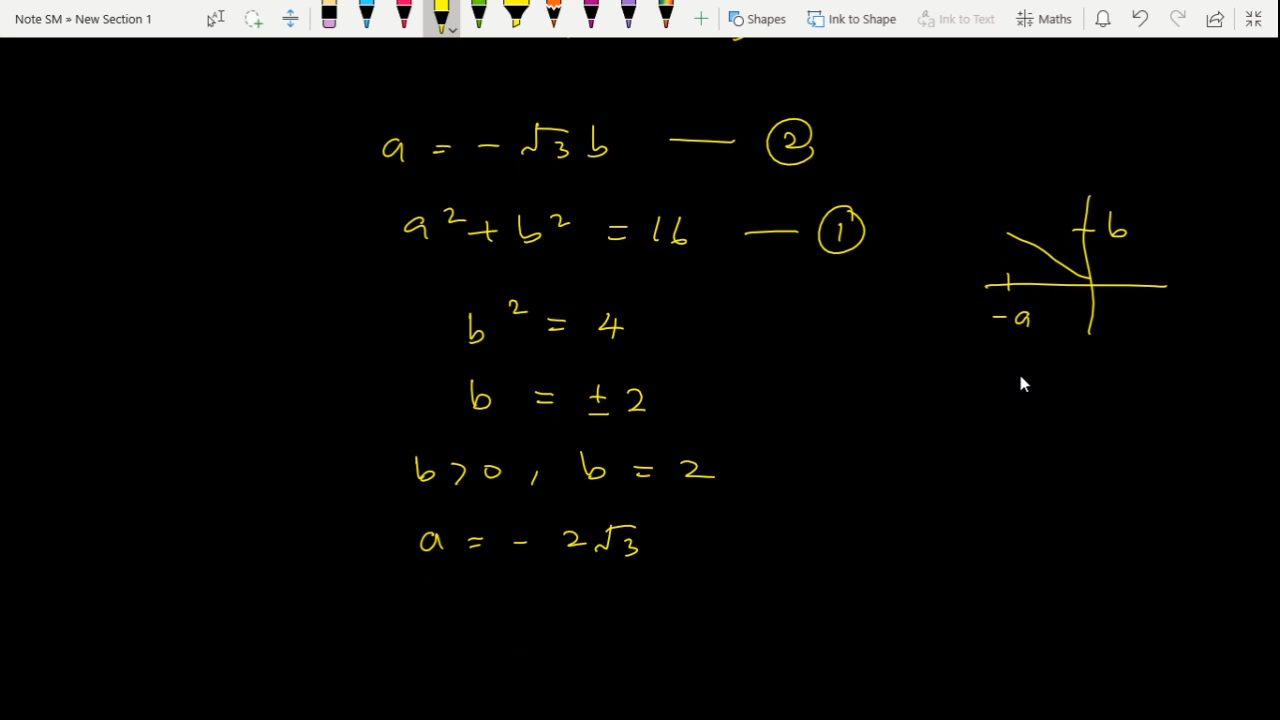 Note SM » New Section 1
Shapes
Ink to Shape
Ink to Text
Maths
a = - √3 b — ②
a² + b² = 16 — ①
b² = 4
b = ± 2
b > 0 , b = 2
a = - 2√3
b
- a